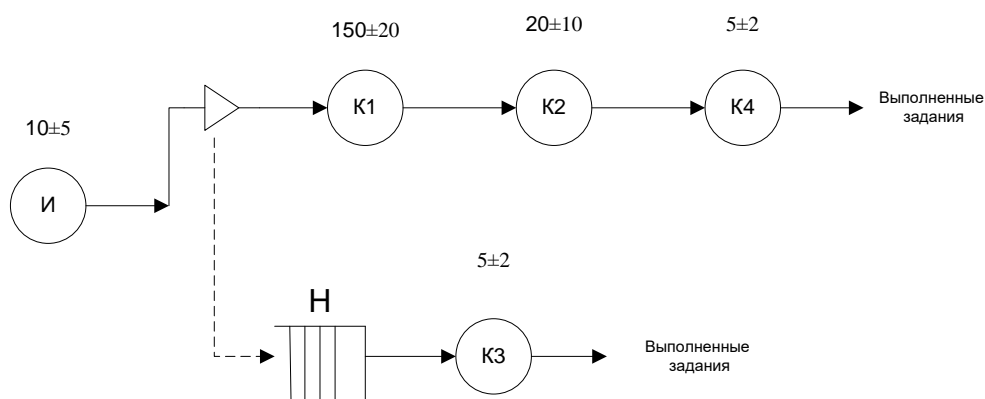 150±20
20±10
5±2
К1
К2
К4
Выполненные
задания
10±5
И
5±2
Н
К3
Выполненные
задания